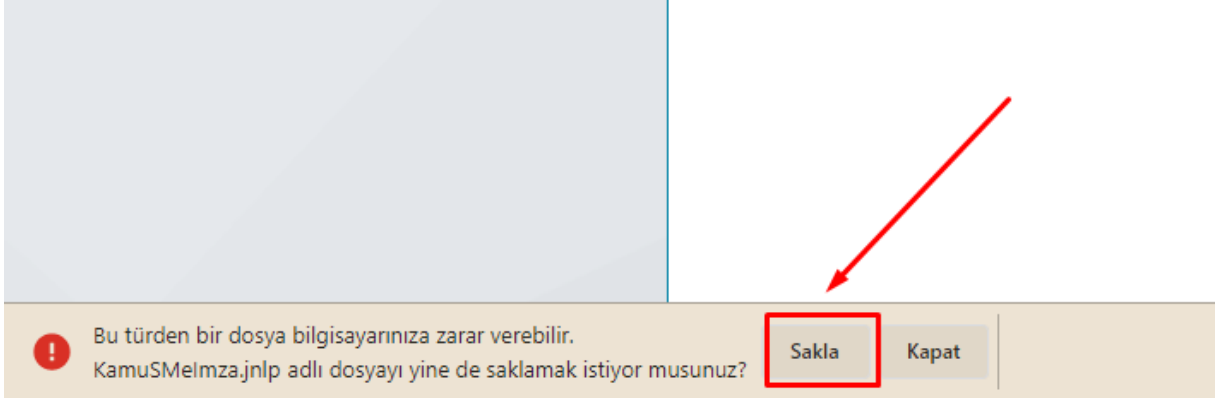 Bu türden bir dosya bilgisayarınıza zarar verebilir.
KamuSMeImza.jnlp adlı dosyayı yine de saklamak istiyor musunuz?
Sakla
Kapat